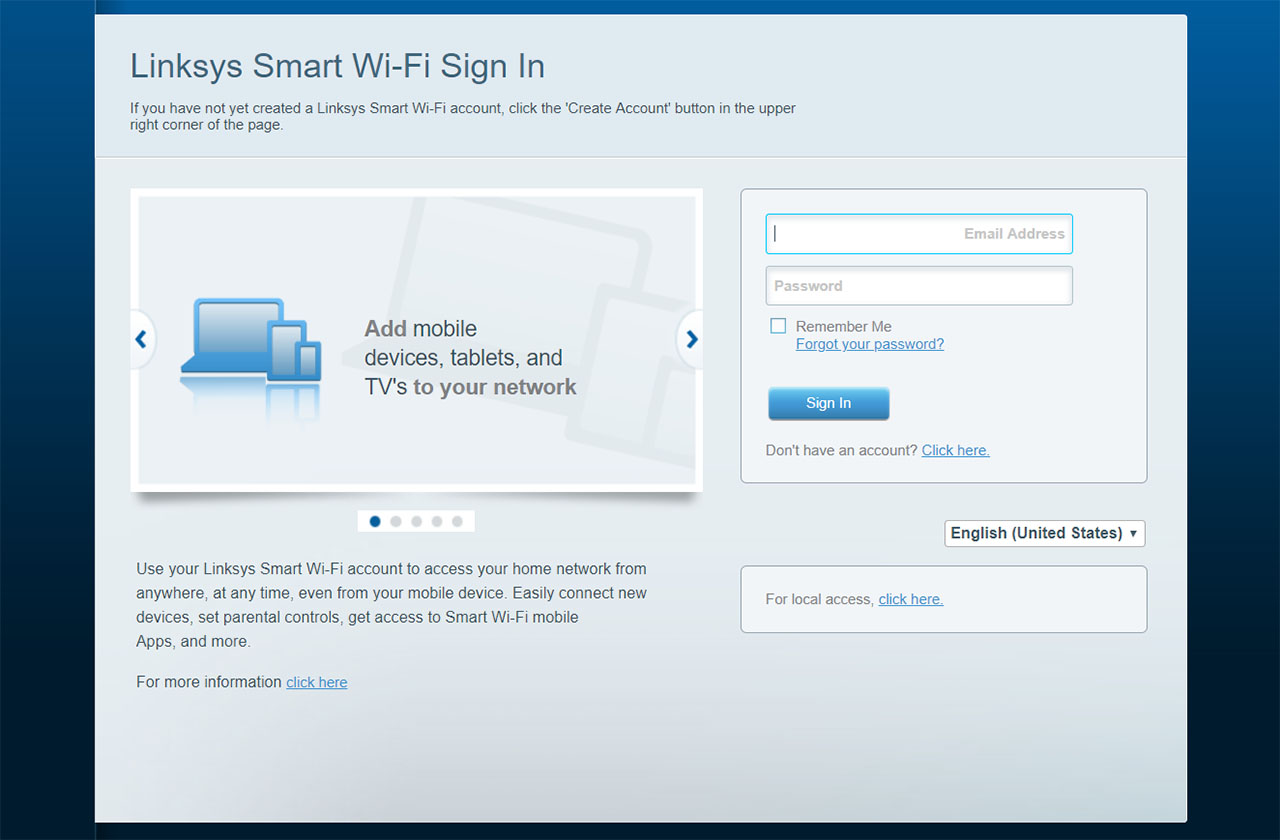 Linksys Smart Wi-Fi Sign In
If you have not yet created a Linksys Smart Wi-Fi account, click the 'Create Account' button in the upper
right corner of the page.
Add mobile
devices, tablets, and
TV's to your network
Use your Linksys Smart Wi-Fi account to access your home network from
anywhere, at any time, even from your mobile device. Easily connect new
devices, set parental controls, get access to Smart Wi-Fi mobile
Apps, and more.
For more information click here
Email Address
Password
Remember Me
Forgot your password?
Sign In
Don't have an account? Click here.
English (United States)
For local access, click here.